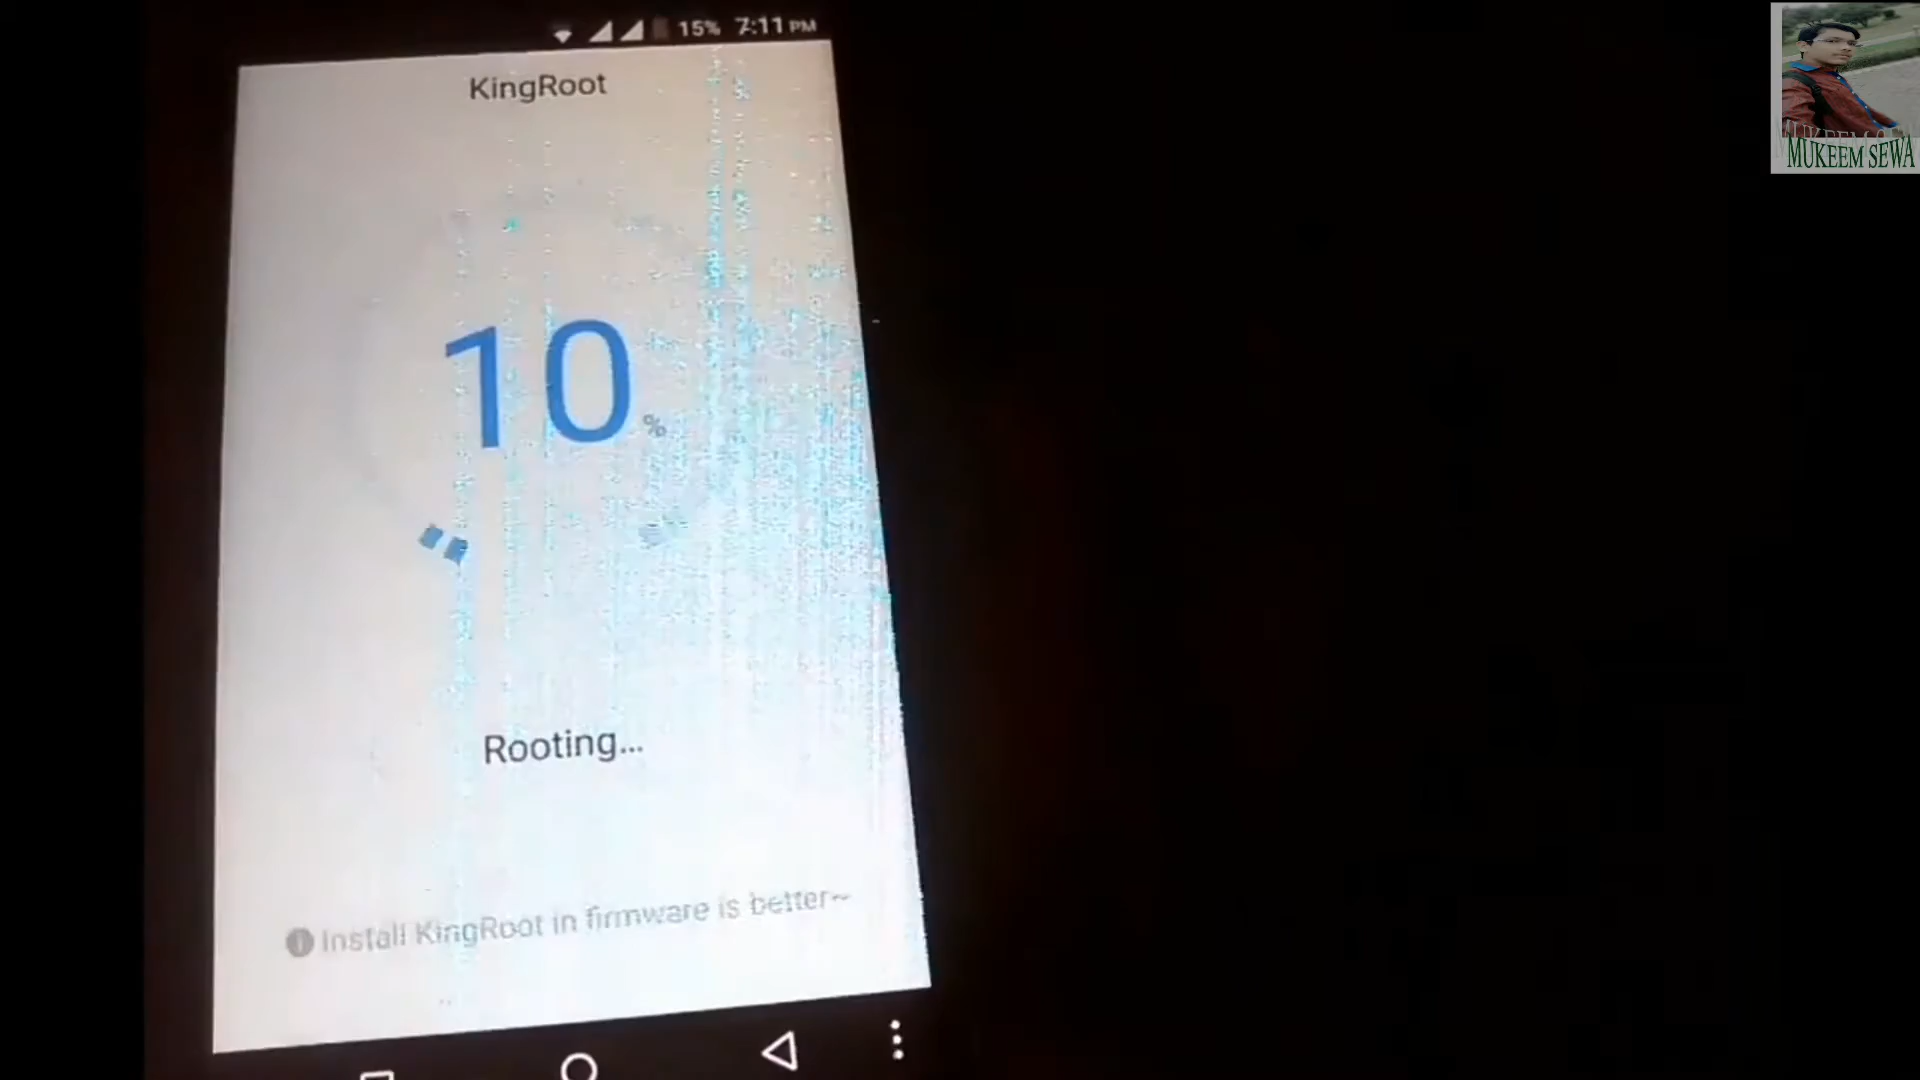 15% 7:11 PM
KingRoot
10%
Rooting...
Install KingRoot in firmware is better~
MUKEEM SEWA